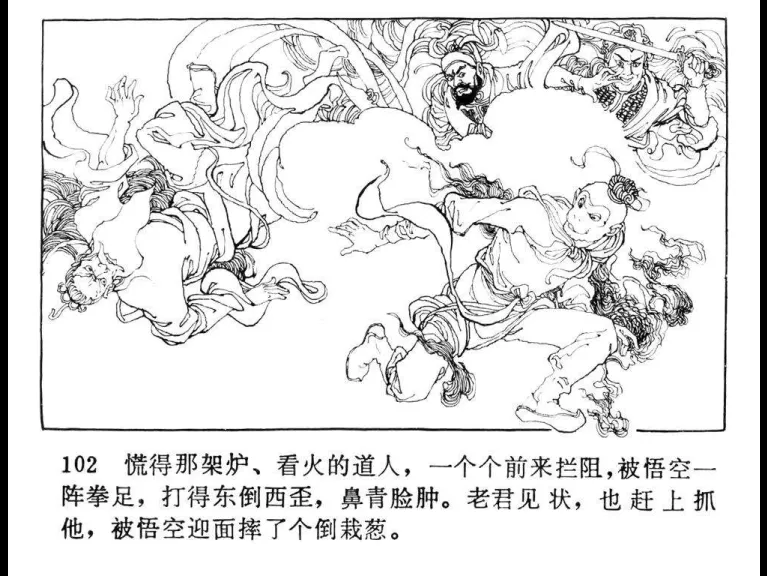 102 慌得那架炉、看火的道人，一个个前来拦阻，被悟空一
阵拳足，打得东倒西歪，鼻青脸肿。老君见状，也赶上抓
他，被悟空迎面摔了个倒栽葱。